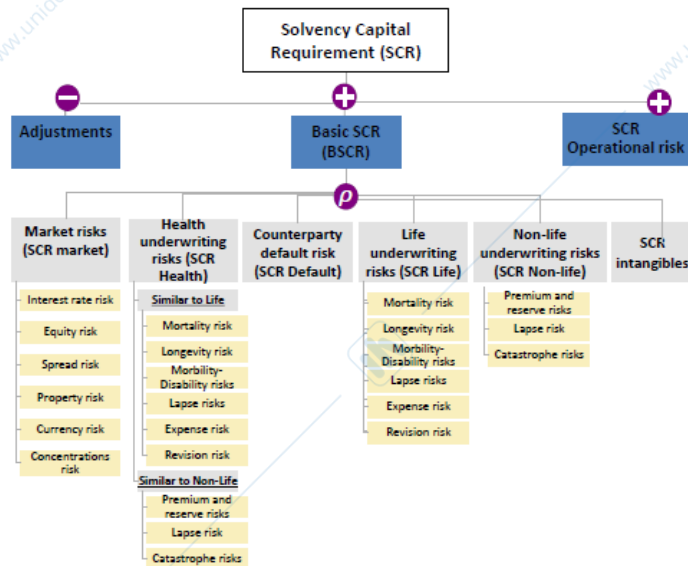 Solvency Capital
Requirement (SCR)
−
+
+
Adjustments
Basic SCR
(BSCR)
SCR
Operational risk
ρ
Market risks
(SCR market)
Interest rate risk
Equity risk
Spread risk
Property risk
Currency risk
Concentrations
risk
Health
underwriting
risks (SCR
Health)
Similar to Life
Mortality risk
Longevity risk
Morbility-
Disability risks
Lapse risks
Expense risk
Revision risk
Similar to Non-Life
Premium and
reserve risks
Lapse risk
Catastrophe risks
Counterparty
default risk
(SCR Default)
Life
underwriting
risks (SCR Life)
Mortality risk
Longevity risk
Morbility-
Disability risks
Lapse risks
Expense risk
Revision risk
Non-life
underwriting risks
(SCR Non-life)
Premium and
reserve risks
Lapse risk
Catastrophe risks
SCR
intangibles